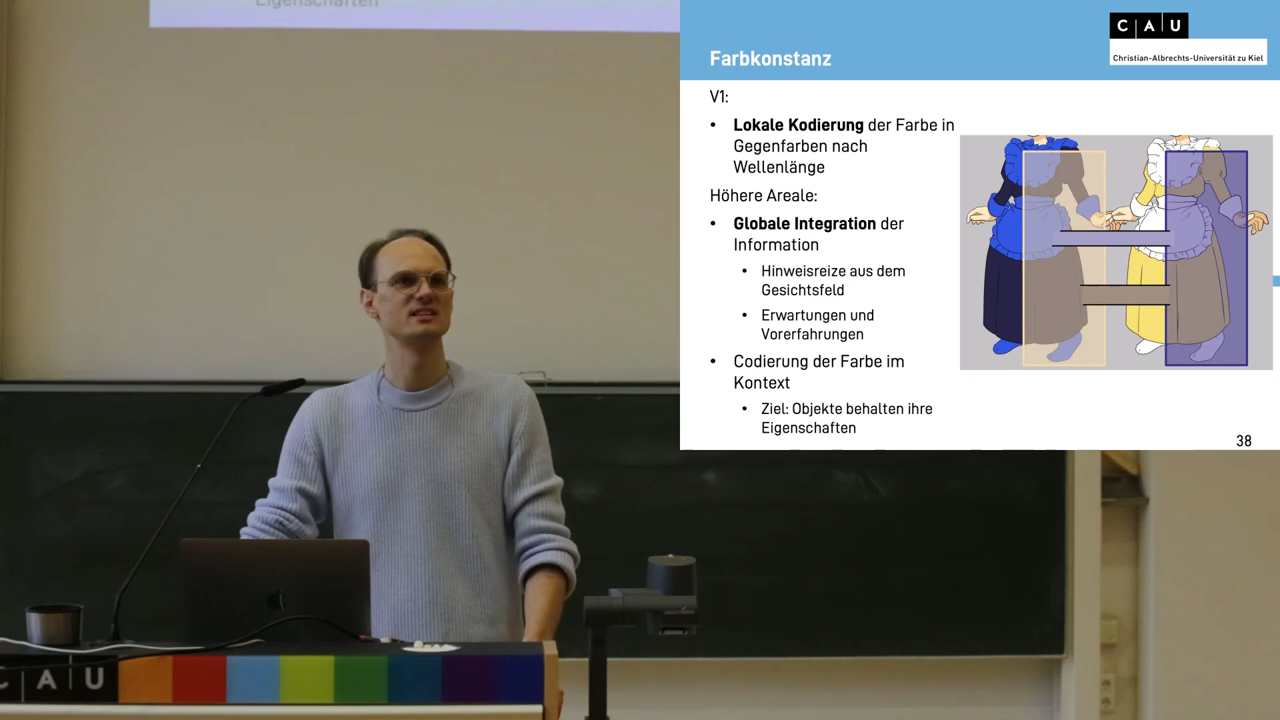 Eigenschaften
Farbkonstanz
C A U
Christian-Albrechts-Universität zu Kiel
V1:
• Lokale Kodierung der Farbe in
Gegenfarben nach
Wellenlänge
Höhere Areale:
• Globale Integration der
Information
• Hinweisreize aus dem
Gesichtsfeld
• Erwartungen und
Vorerfahrungen
• Codierung der Farbe im
Kontext
• Ziel: Objekte behalten ihre
Eigenschaften
38
C A U